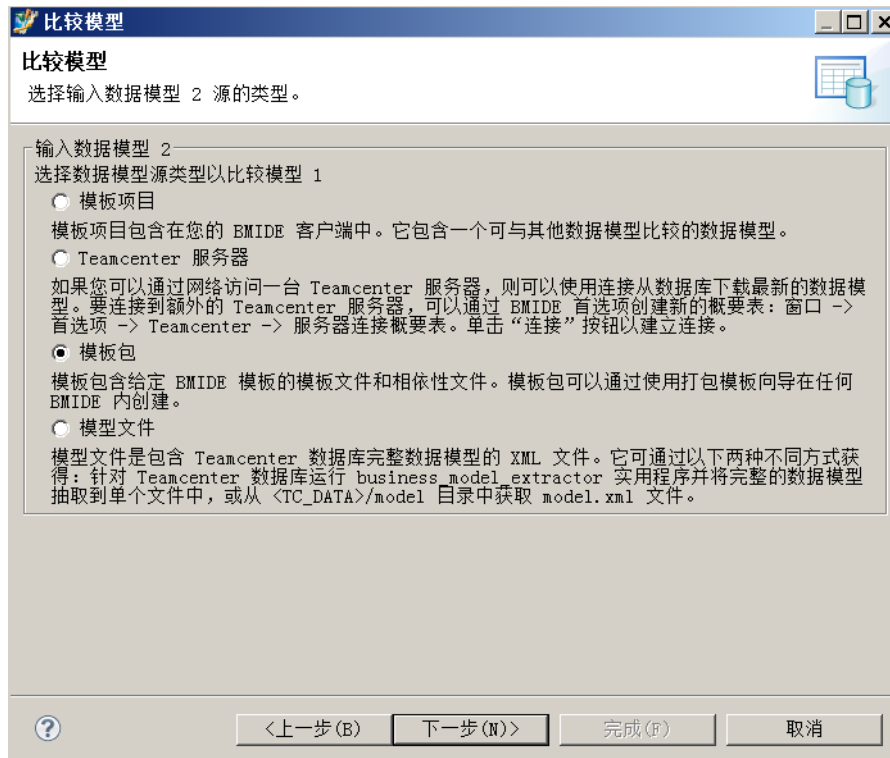 比较模型
比较模型
选择输入数据模型 2 源的类型。
输入数据模型 2
选择数据模型源类型以比较模型 1
模板项目
模板项目包含在您的 BMIDE 客户端中。它包含一个可与其他数据模型比较的数据模型。
Teamcenter 服务器
如果您可以通过网络访问一台 Teamcenter 服务器，则可以使用连接从数据库下载最新的数据模
型。要连接到额外的 Teamcenter 服务器，可以通过 BMIDE 首选项创建新的概要表：窗口 ->
首选项 -> Teamcenter -> 服务器连接概要表。单击“连接”按钮以建立连接。
模板包
模板包含给定 BMIDE 模板的模板文件和相依性文件。模板包可以通过使用打包模板向导在任何
BMIDE 内创建。
模型文件
模型文件是包含 Teamcenter 数据库完整数据模型的 XML 文件。它可通过以下两种不同方式获
得：针对 Teamcenter 数据库运行 business_model_extractor 实用程序并将完整的数据模型
抽取到单个文件中，或从 <TC_DATA>/model 目录中获取 model.xml 文件。
<上一步(B) 下一步(N)> 完成(F) 取消